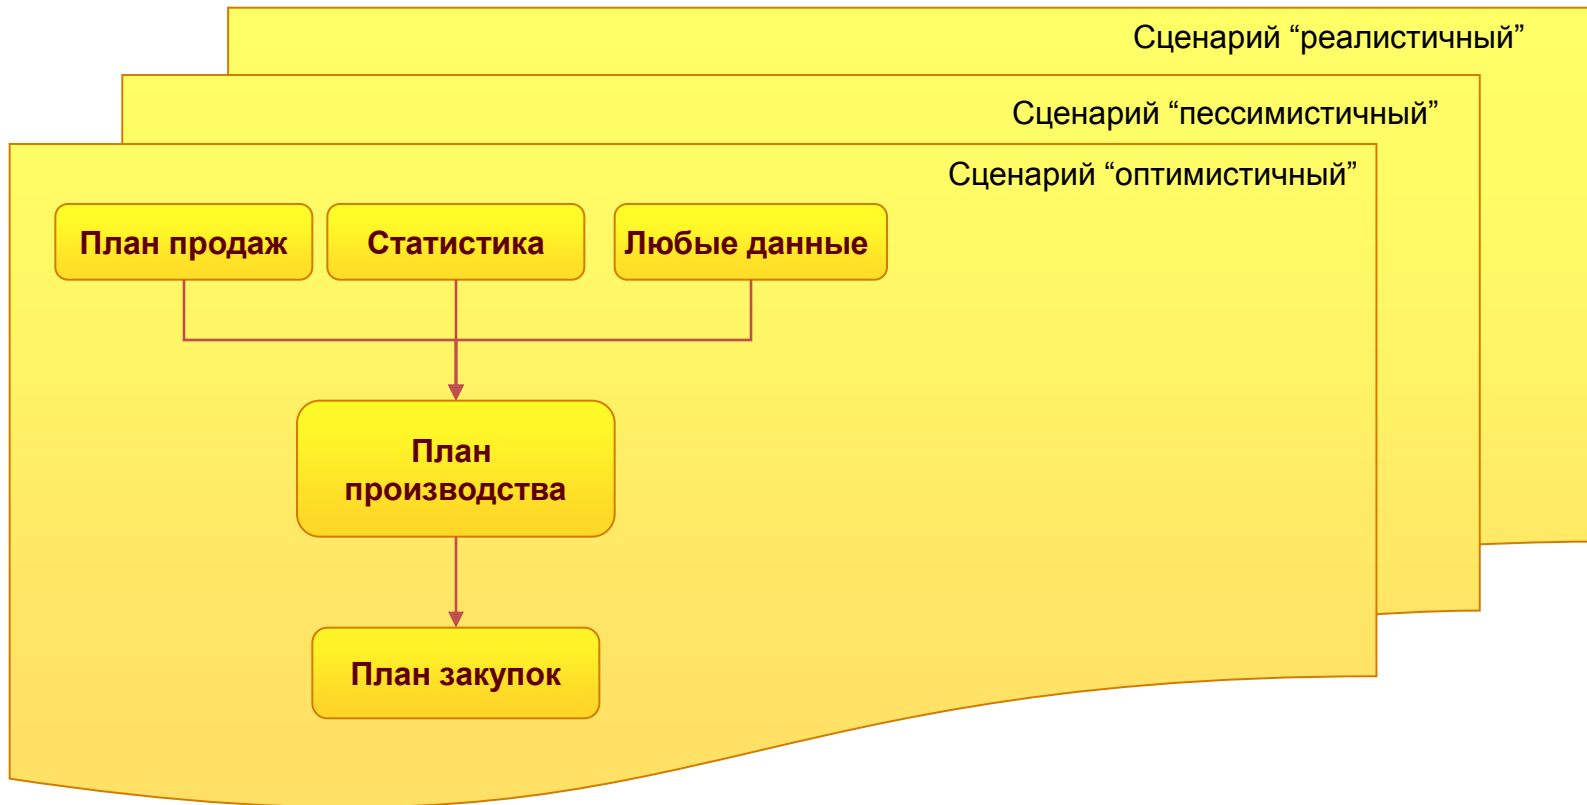 Сценарий “реалистичный”
Сценарий “пессимистичный”
Сценарий “оптимистичный”
План продаж
Статистика
Любые данные
План
производства
План закупок